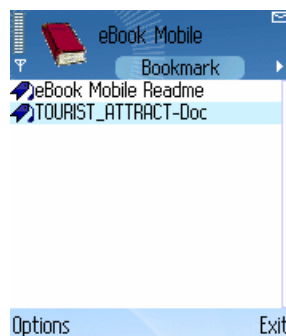 eBook Mobile
Bookmark
eBook Mobile Readme
TOURIST_ATTRACT-Doc
Options Exit